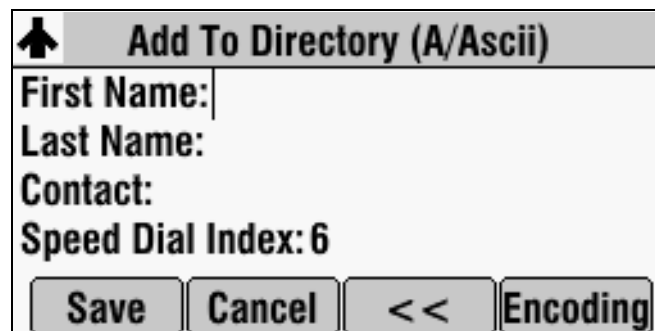 Add To Directory (A/Ascii)
First Name:
Last Name:
Contact:
Speed Dial Index: 6
Save Cancel << Encoding